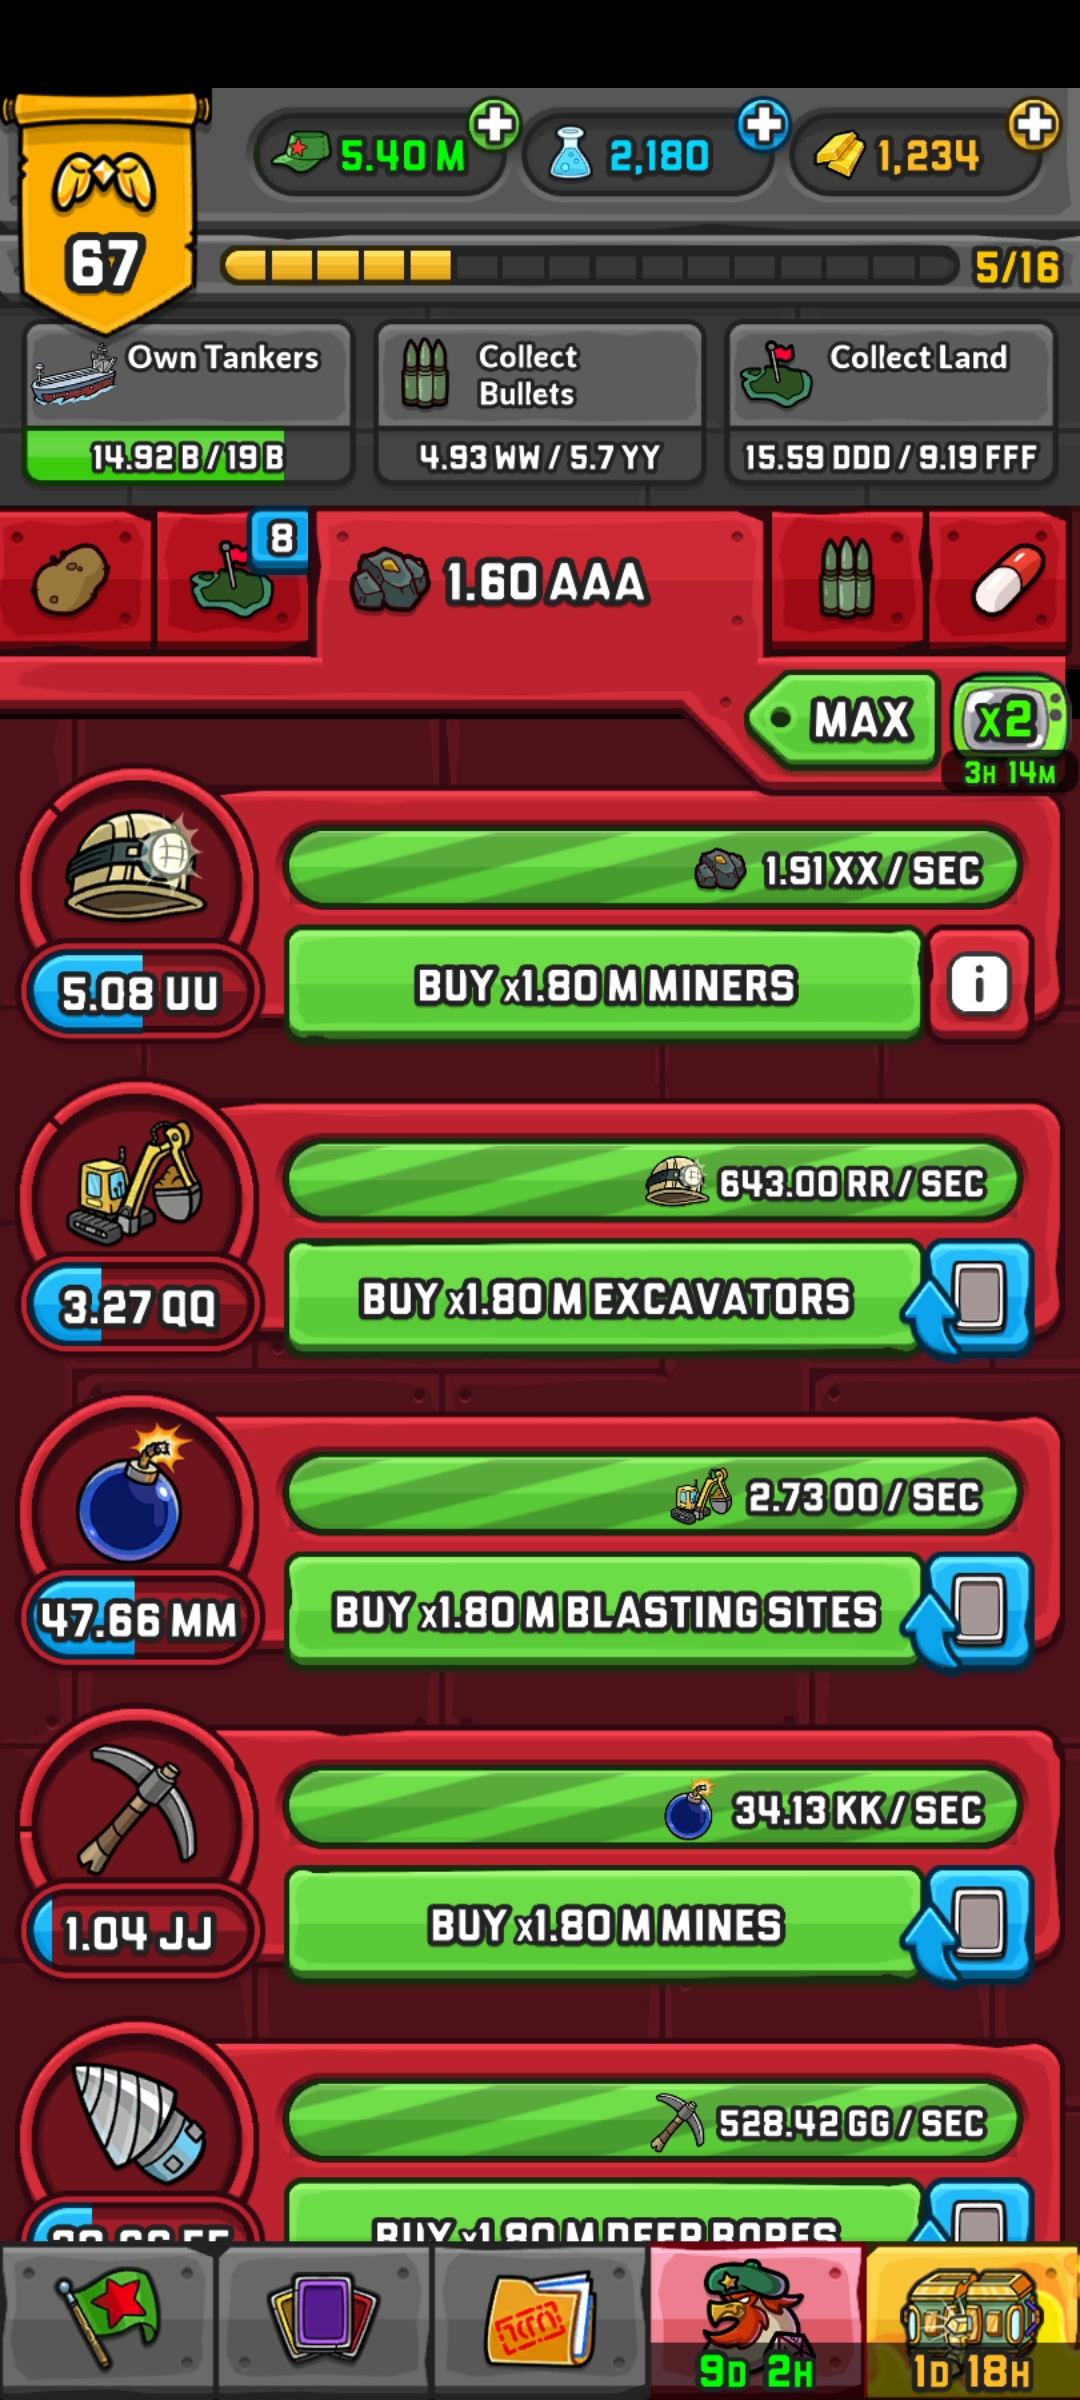 5.40 M
2,180
1,234
67
5/16
Own Tankers
14.92 B / 19 B
Collect
Bullets
4.93 WW / 5.7 YY
Collect Land
15.59 DDD / 9.19 FFF
8
1.60 AAA
MAX
x2
3H 14M
1.91 XX / SEC
5.08 UU
BUY x1.80 M MINERS
i
643.00 RR / SEC
3.27 QQ
BUY x1.80 M EXCAVATORS
2.73 OO / SEC
47.66 MM
BUY x1.80 M BLASTING SITES
34.13 KK / SEC
1.04 JJ
BUY x1.80 M MINES
528.42 GG / SEC
BUY x1.80 M DEEP BORES
9D 2H
1D 18H